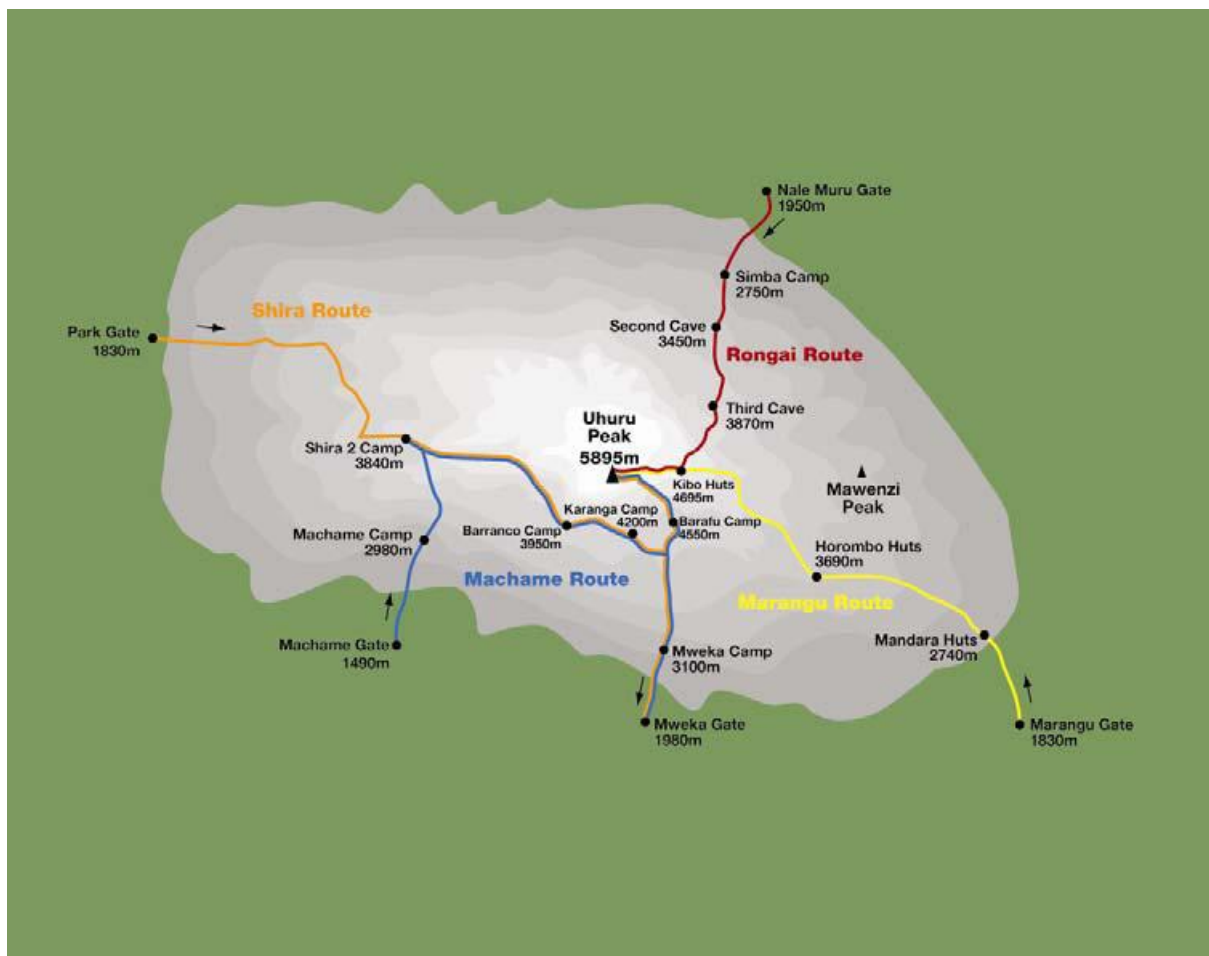 Nale Muru Gate
1950m
Simba Camp
2750m
Shira Route
Park Gate
1830m
Second Cave
3450m
Rongai Route
Third Cave
3870m
Uhuru
Peak
5895m
Shira 2 Camp
3840m
Kibo Huts
4695m
Mawenzi
Peak
Karanga Camp
4200m
Barranco Camp
3950m
Barafu Camp
4550m
Machame Camp
2980m
Horombo Huts
3690m
Machame Route
Marangu Route
Machame Gate
1490m
Mweka Camp
3100m
Mandara Huts
2740m
Mweka Gate
1980m
Marangu Gate
1830m